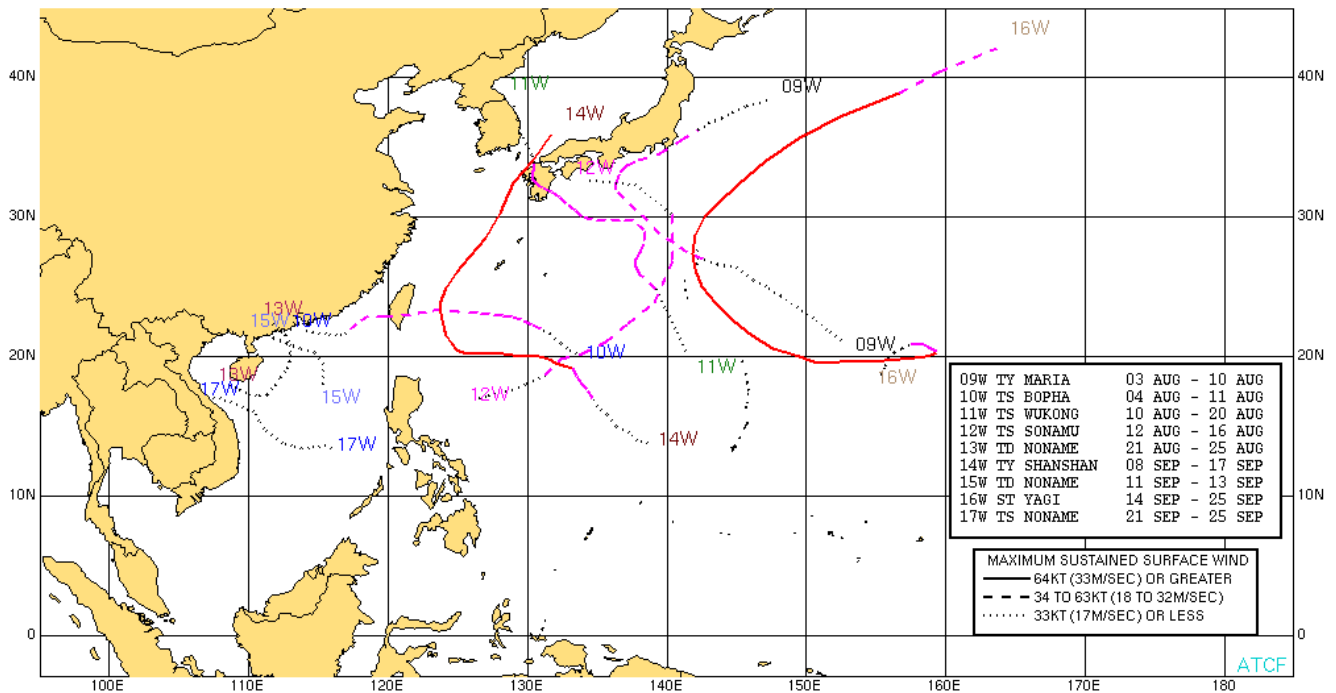 16W
40N
40N
11W
09W
14W
12W
30N
30N
13W
15W
10W
10W
09W
20N
20N
11W
16W
13W
17W
15W
12W
17W
14W
09W TY MARIA 03 AUG - 10 AUG
10W TS BOPHA 04 AUG - 11 AUG
11W TS WUKONG 10 AUG - 20 AUG
12W TS SONAMU 12 AUG - 16 AUG
13W TD NONAME 21 AUG - 25 AUG
14W TY SHANSHAN 08 SEP - 17 SEP
15W TD NONAME 11 SEP - 13 SEP
16W ST YAGI 14 SEP - 25 SEP
17W TS NONAME 21 SEP - 25 SEP
10N
10N
MAXIMUM SUSTAINED SURFACE WIND
64KT (33M/SEC) OR GREATER
34 TO 63KT (18 TO 32M/SEC)
33KT (17M/SEC) OR LESS
0
0
ATCF
100E 110E 120E 130E 140E 150E 160E 170E 180